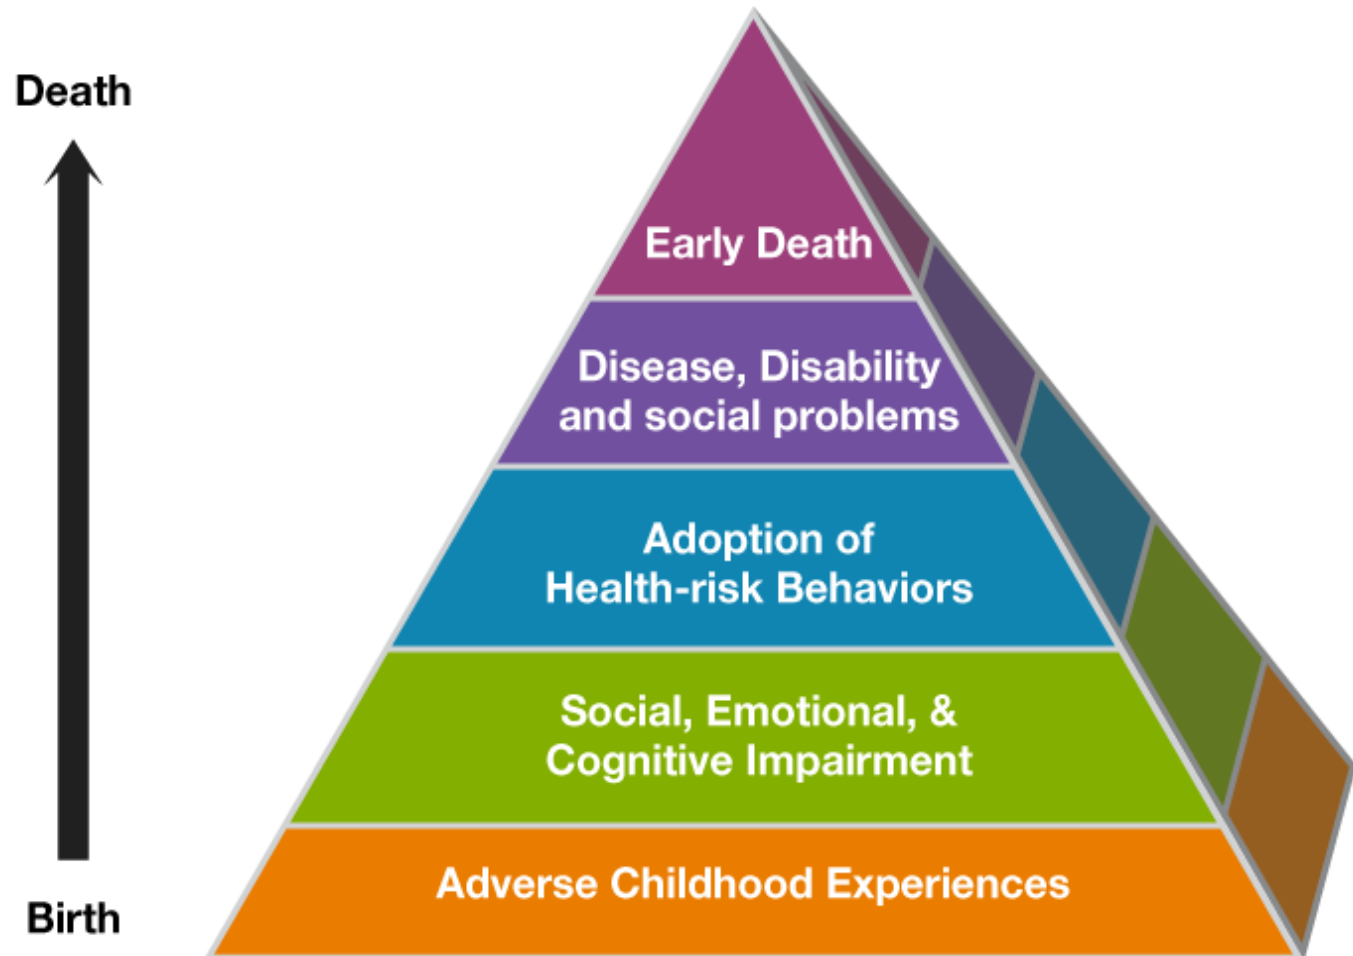 Death
Early Death
Disease, Disability
and social problems
Adoption of
Health-risk Behaviors
Social, Emotional, &
Cognitive Impairment
Adverse Childhood Experiences
Birth